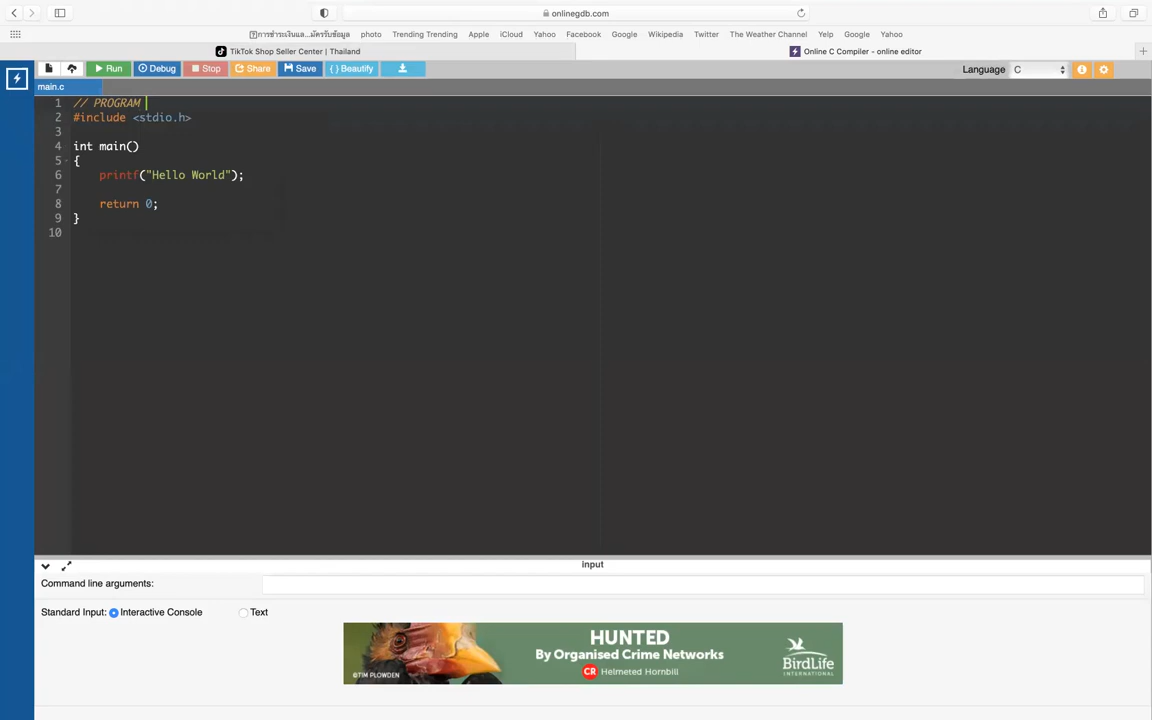 onlinegdb.com
photo Trending Trending Apple iCloud Yahoo Facebook Google Wikipedia Twitter The Weather Channel Yelp Google Yahoo
TikTok Shop Seller Center | Thailand Online C Compiler - online editor
Run Debug Stop Share Save { } Beautify Language C
main.c
1 // PROGRAM
2 #include <stdio.h>
3
4 int main()
5 {
6 printf("Hello World");
7
8 return 0;
9 }
10
input
Command line arguments:
Standard Input: Interactive Console Text
HUNTED
By Organised Crime Networks
CR Helmeted Hornbill
©TIM PLOWDEN
BirdLife
INTERNATIONAL